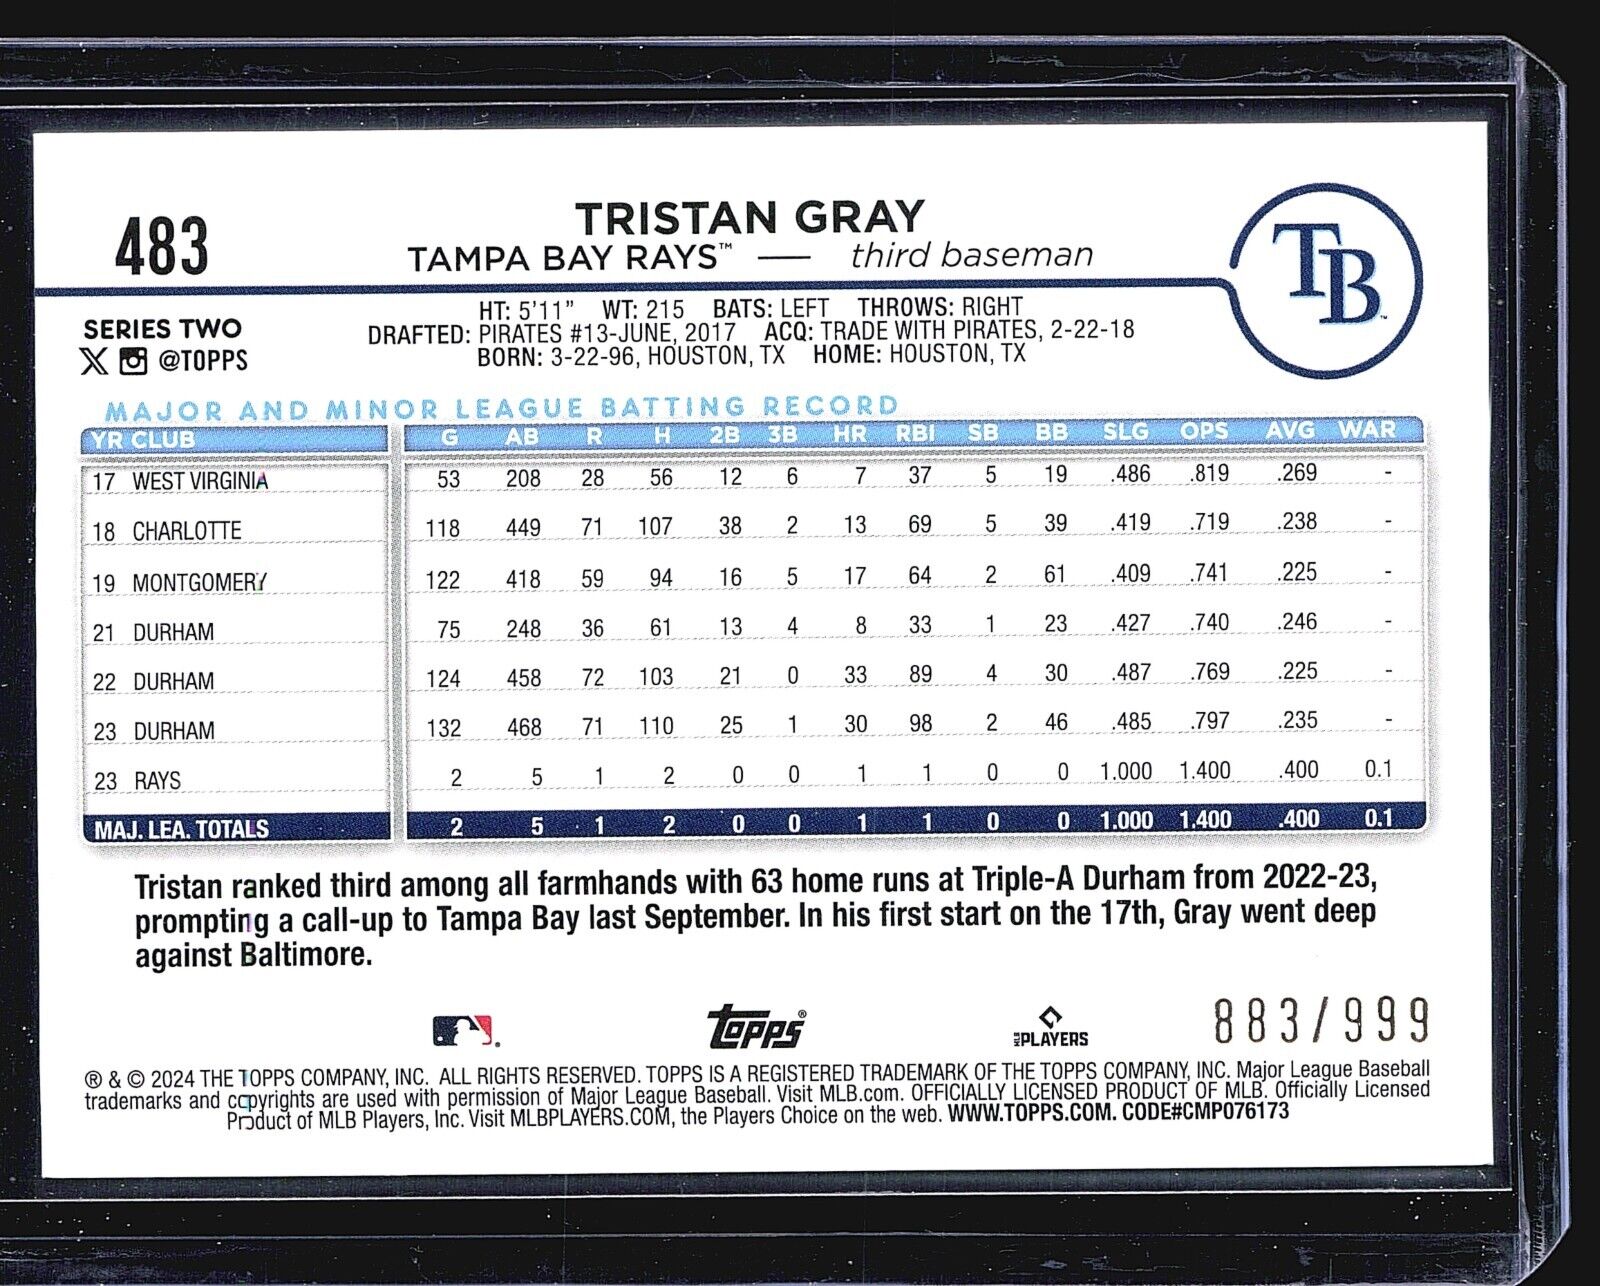 483
TRISTAN GRAY
TAMPA BAY RAYS™ — third baseman
TB™
SERIES TWO
X @TOPPS
HT: 5'11" WT: 215 BATS: LEFT THROWS: RIGHT
DRAFTED: PIRATES #13-JUNE, 2017 ACQ: TRADE WITH PIRATES, 2-22-18
BORN: 3-22-96, HOUSTON, TX HOME: HOUSTON, TX
MAJOR AND MINOR LEAGUE BATTING RECORD
YR CLUB G AB R H 2B 3B HR RBI SB BB SLG OPS AVG WAR
17 WEST VIRGINIA 53 208 28 56 12 6 7 37 5 19 .486 .819 .269 -
18 CHARLOTTE 118 449 71 107 38 2 13 69 5 39 .419 .719 .238 -
19 MONTGOMERY 122 418 59 94 16 5 17 64 2 61 .409 .741 .225 -
21 DURHAM 75 248 36 61 13 4 8 33 1 23 .427 .740 .246 -
22 DURHAM 124 458 72 103 21 0 33 89 4 30 .487 .769 .225 -
23 DURHAM 132 468 71 110 25 1 30 98 2 46 .485 .797 .235 -
23 RAYS 2 5 1 2 0 0 1 1 0 0 1.000 1.400 .400 0.1
MAJ. LEA. TOTALS 2 5 1 2 0 0 1 1 0 0 1.000 1.400 .400 0.1
Tristan ranked third among all farmhands with 63 home runs at Triple-A Durham from 2022-23,
prompting a call-up to Tampa Bay last September. In his first start on the 17th, Gray went deep
against Baltimore.
topps® MLB PLAYERS 883/999
® & © 2024 THE TOPPS COMPANY, INC. ALL RIGHTS RESERVED. TOPPS IS A REGISTERED TRADEMARK OF THE TOPPS COMPANY, INC. Major League Baseball
trademarks and copyrights are used with permission of Major League Baseball. Visit MLB.com. OFFICIALLY LICENSED PRODUCT OF MLB. Officially Licensed
Product of MLB Players, Inc. Visit MLBPLAYERS.COM, the Players Choice on the web. WWW.TOPPS.COM. CODE#CMP076173